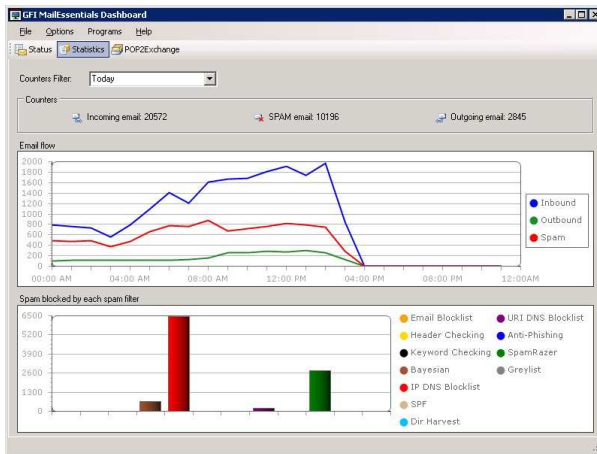 GFI MailEssentials Dashboard
File Options Programs Help
Status Statistics POP2Exchange
Counters Filter: Today
Counters
Incoming email: 20572 SPAM email: 10196 Outgoing email: 2845
Email flow
2000
1800
1600
1400
1200
1000
800
600
400
200
0
00:00 AM 04:00 AM 08:00 AM 12:00 PM 04:00 PM 08:00 PM 12:00AM
Inbound
Outbound
Spam
Spam blocked by each spam filter
6500
5200
3900
2600
1300
0
Email Blocklist URI DNS Blocklist
Header Checking Anti-Phishing
Keyword Checking SpamRazer
Bayesian Greylist
IP DNS Blocklist
SPF
Dir Harvest